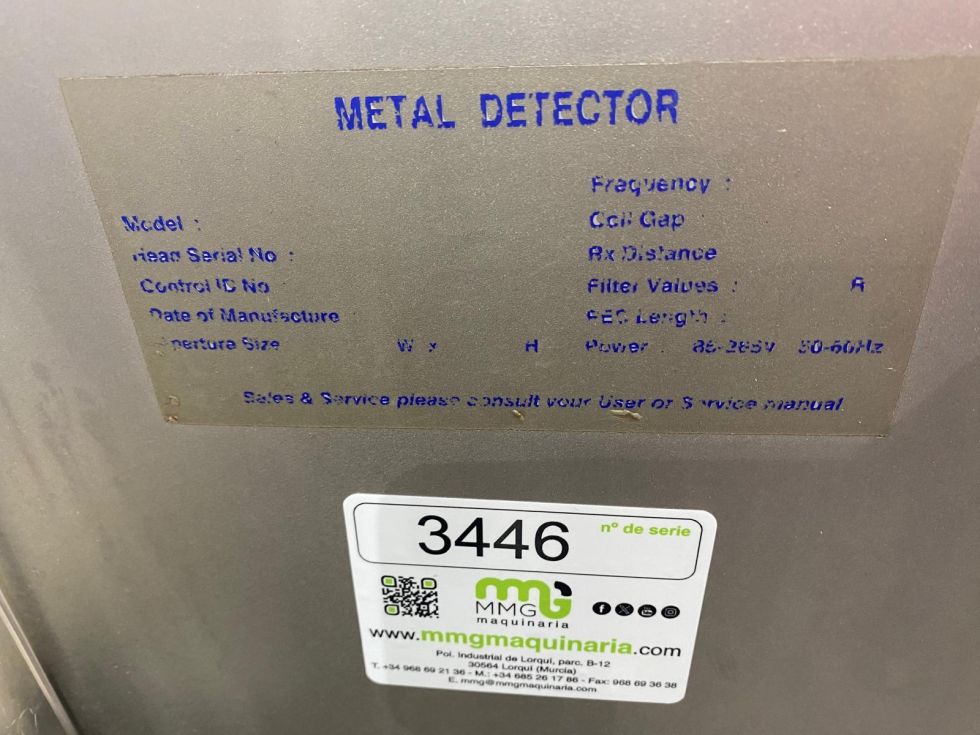 METAL DETECTOR
Model :
Head Serial No :
Control ID No
Date of Manufacture
Aperture Size W x H
Frequency :
Coil Gap
Rx Distance
Filter Values : A
REC Length :
Power : 85-265V 50-60Hz
Sales & Service please consult your User or Service manual
3446
nº de serie
MMG
maquinaria
www.mmgmaquinaria.com
Pol. Industrial de Lorquí, parc. B-12
30564 Lorquí (Murcia)
T. +34 968 69 21 36 - M.: +34 685 26 17 86 - Fax: 968 69 36 38
E. mmg@mmgmaquinaria.com